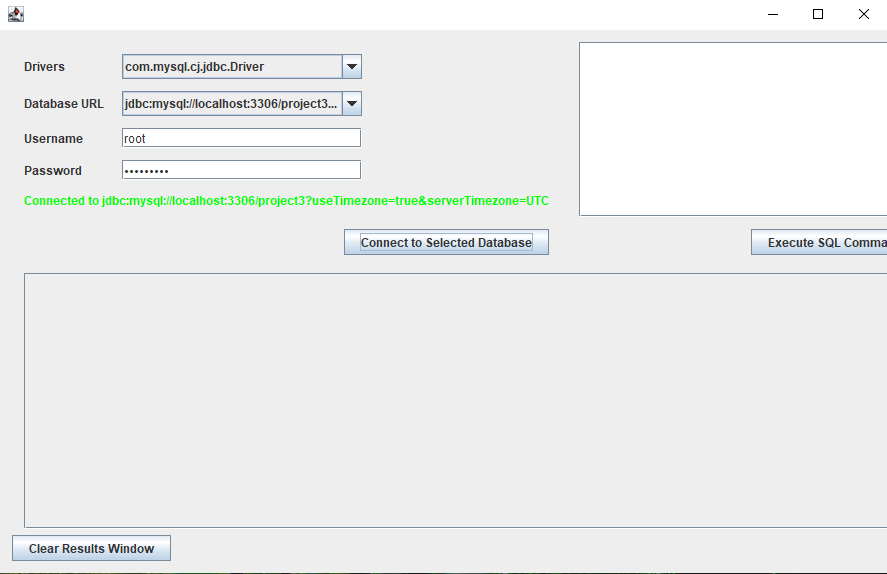 Drivers
com.mysql.cj.jdbc.Driver
Database URL
jdbc:mysql://localhost:3306/project3...
Username
root
Password
•••••••••
Connected to jdbc:mysql://localhost:3306/project3?useTimezone=true&serverTimezone=UTC
Connect to Selected Database
Execute SQL Comma
Clear Results Window